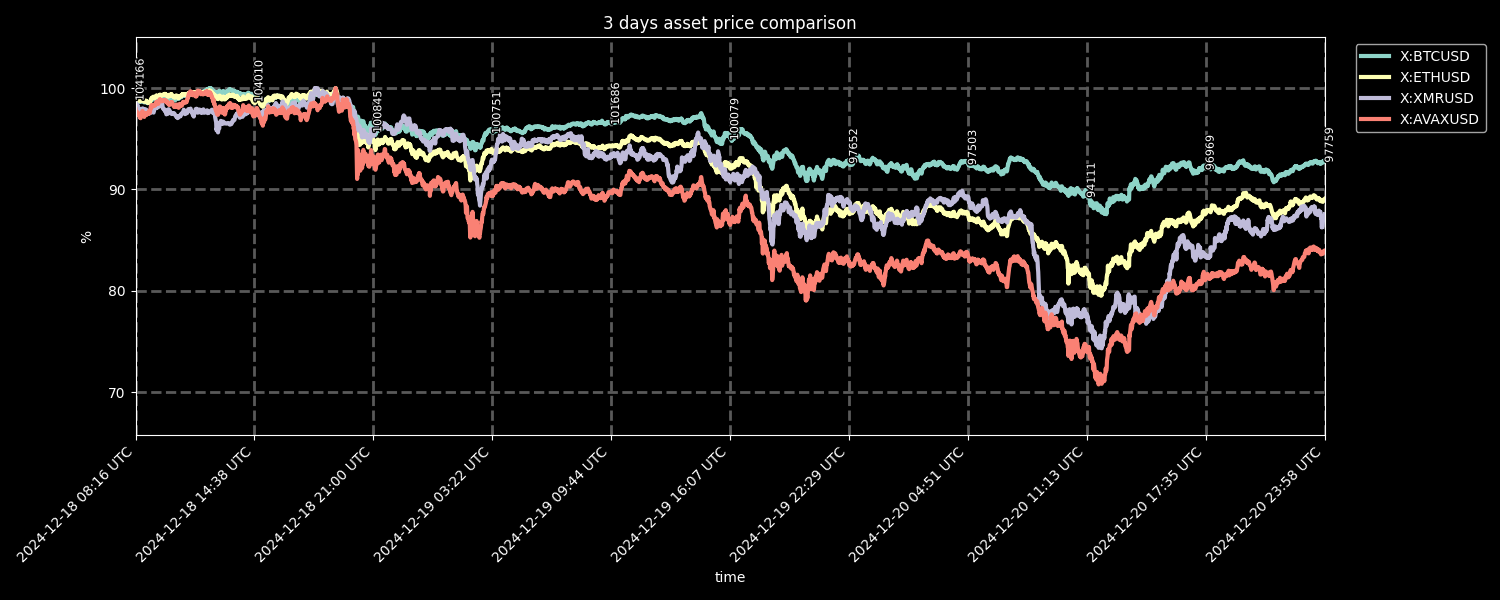 3 days asset price comparison
X:BTCUSD
X:ETHUSD
X:XMRUSD
X:AVAXUSD
%
100
90
80
70
104166
104010
100845
100751
101686
100079
97652
97503
94111
96969
97759
2024-12-18 08:16 UTC
2024-12-18 14:38 UTC
2024-12-18 21:00 UTC
2024-12-19 03:22 UTC
2024-12-19 09:44 UTC
2024-12-19 16:07 UTC
2024-12-19 22:29 UTC
2024-12-20 04:51 UTC
2024-12-20 11:13 UTC
2024-12-20 17:35 UTC
2024-12-20 23:58 UTC
time